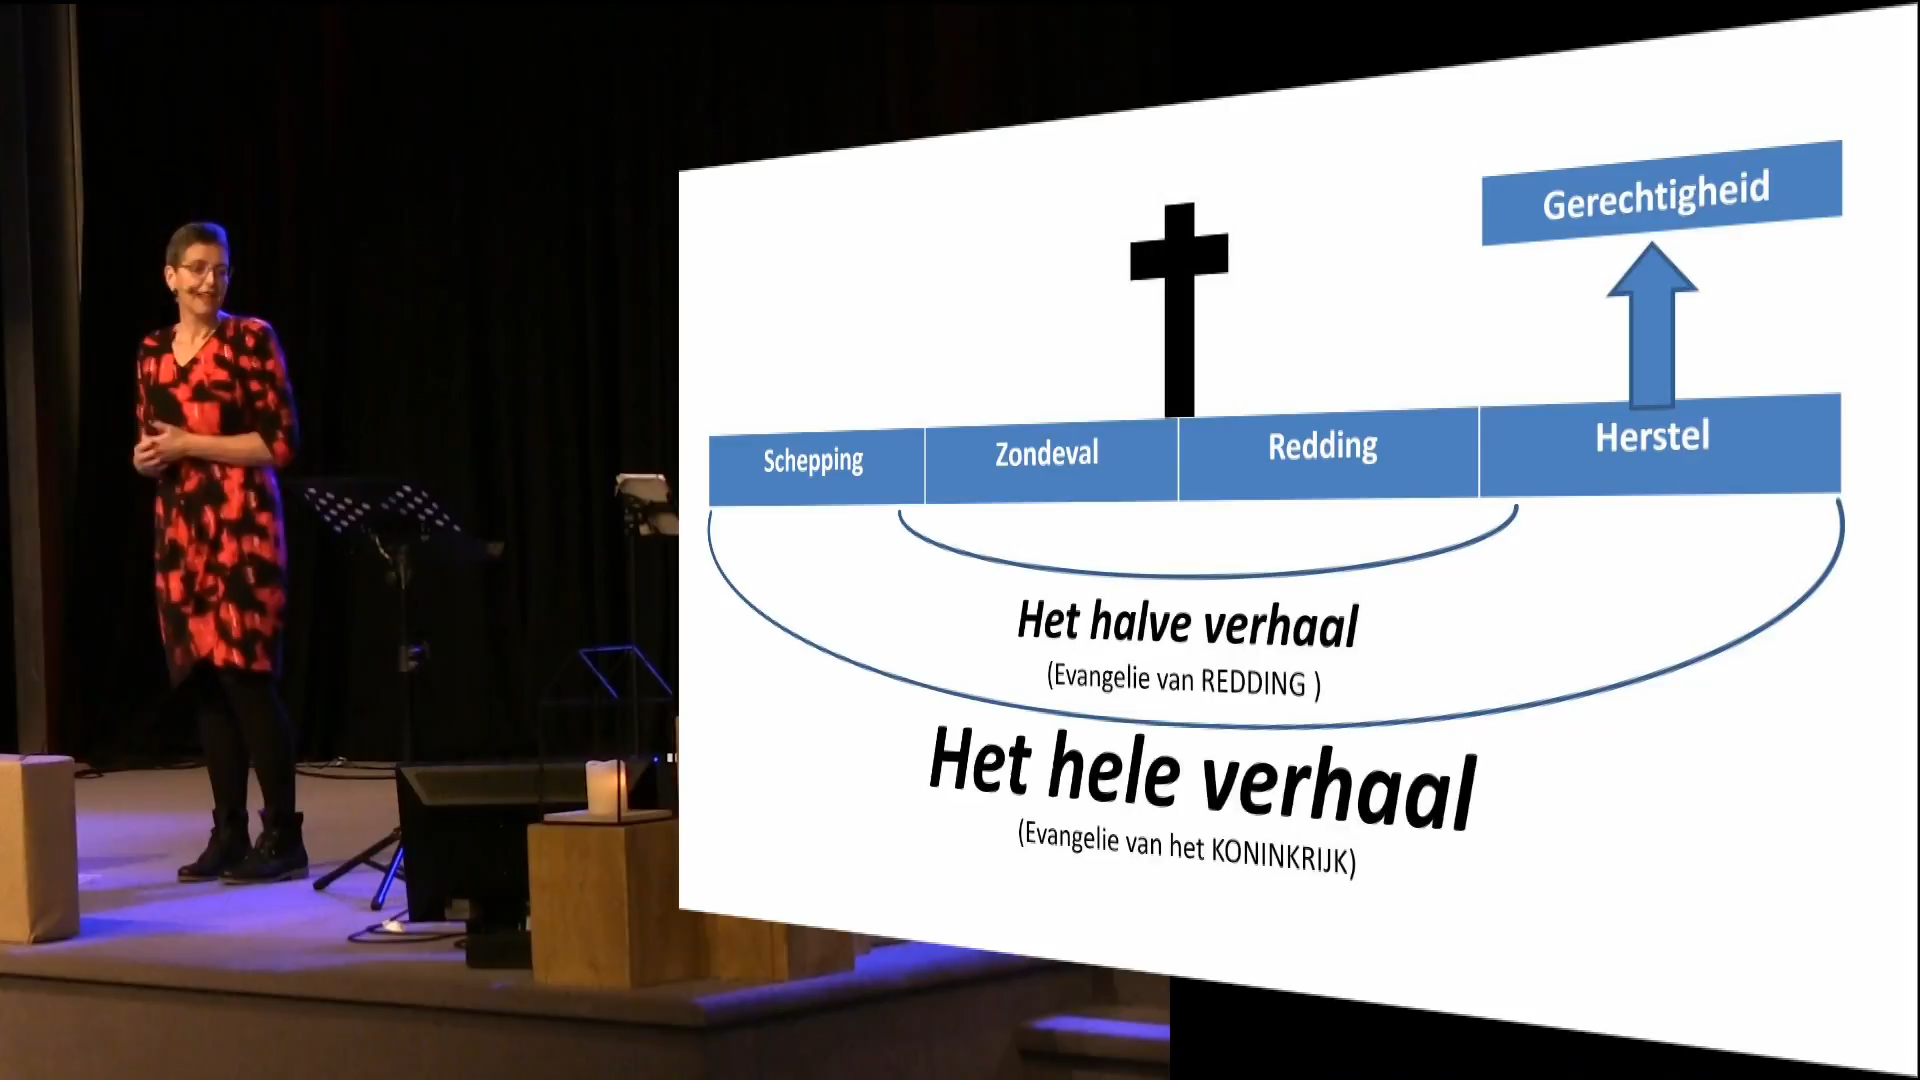 Gerechtigheid
Schepping
Zondeval
Redding
Herstel
Het halve verhaal
(Evangelie van REDDING )
Het hele verhaal
(Evangelie van het KONINKRIJK)